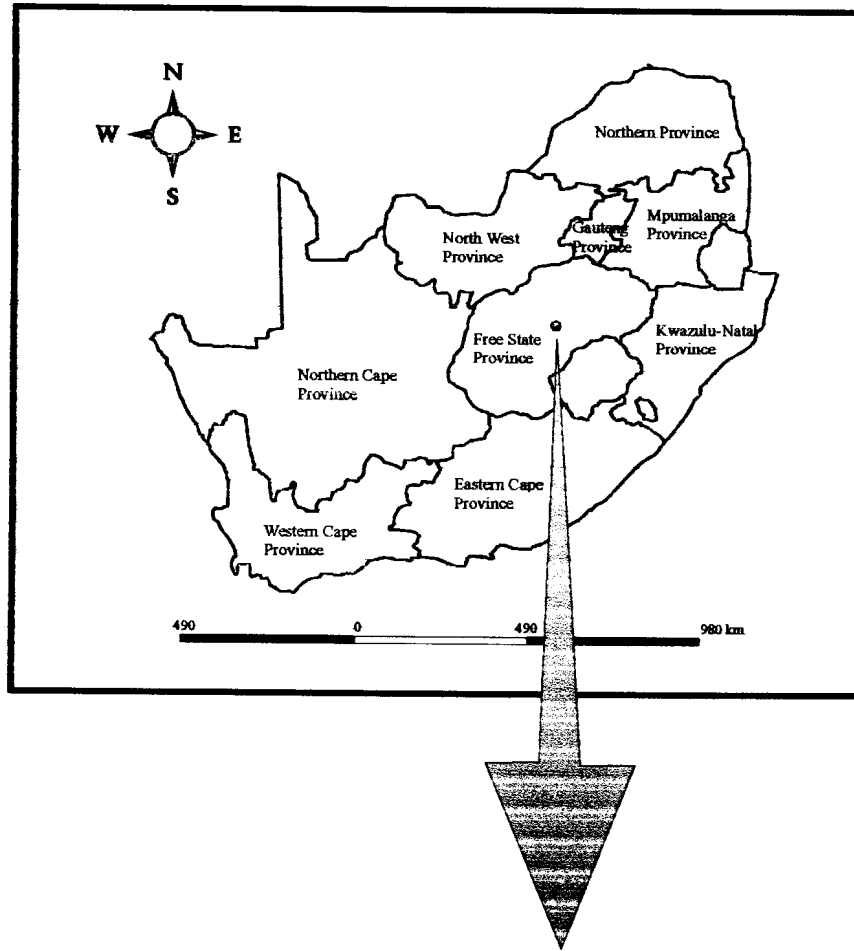 N
W E
S
Northern Province
Mpumalanga
Province
Gauteng
Province
North West
Province
Free State
Province
Kwazulu-Natal
Province
Northern Cape
Province
Eastern Cape
Province
Western Cape
Province
490 0 490 980 km